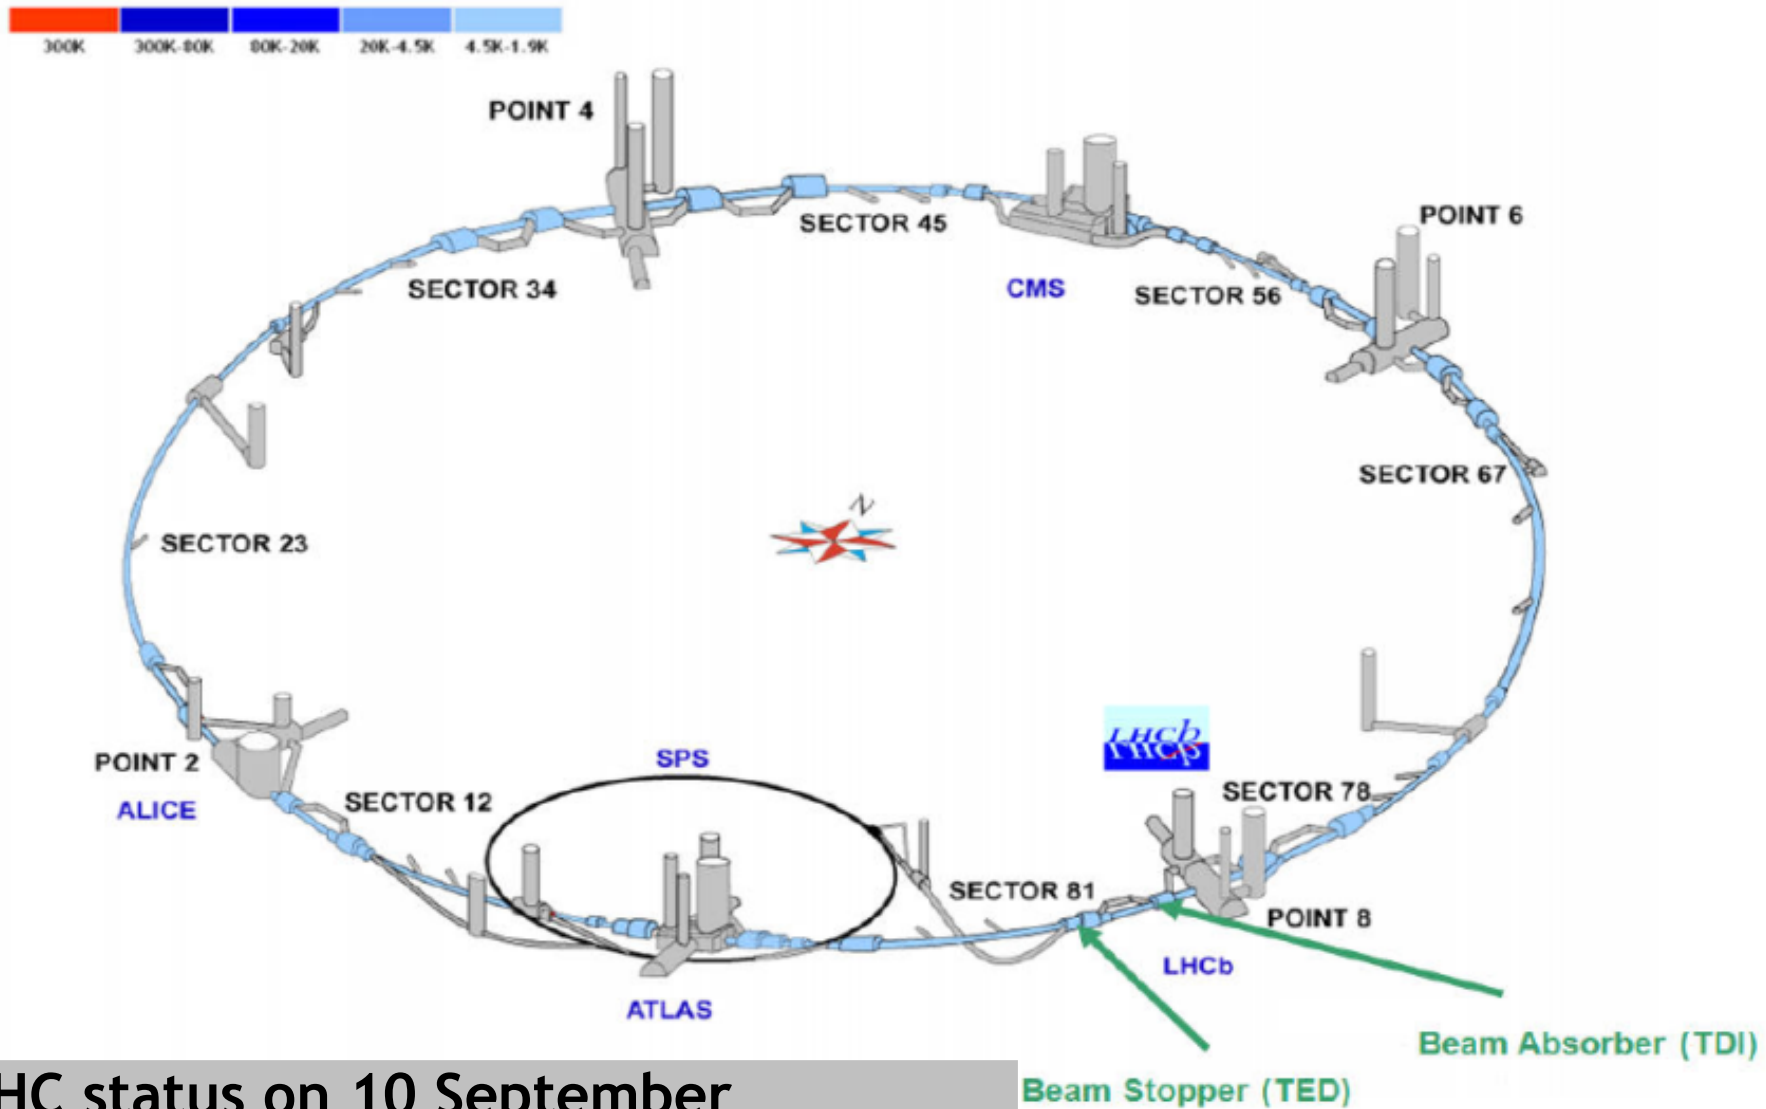 300K 300K-80K 80K-20K 20K-4.5K 4.5K-1.9K
POINT 4
POINT 6
SECTOR 45
CMS
SECTOR 34
SECTOR 56
SECTOR 67
N
SECTOR 23
LHCb
POINT 2
SPS
SECTOR 78
ALICE
SECTOR 12
SECTOR 81
POINT 8
LHCb
ATLAS
Beam Absorber (TDI)
Beam Stopper (TED)
HC status on 10 September